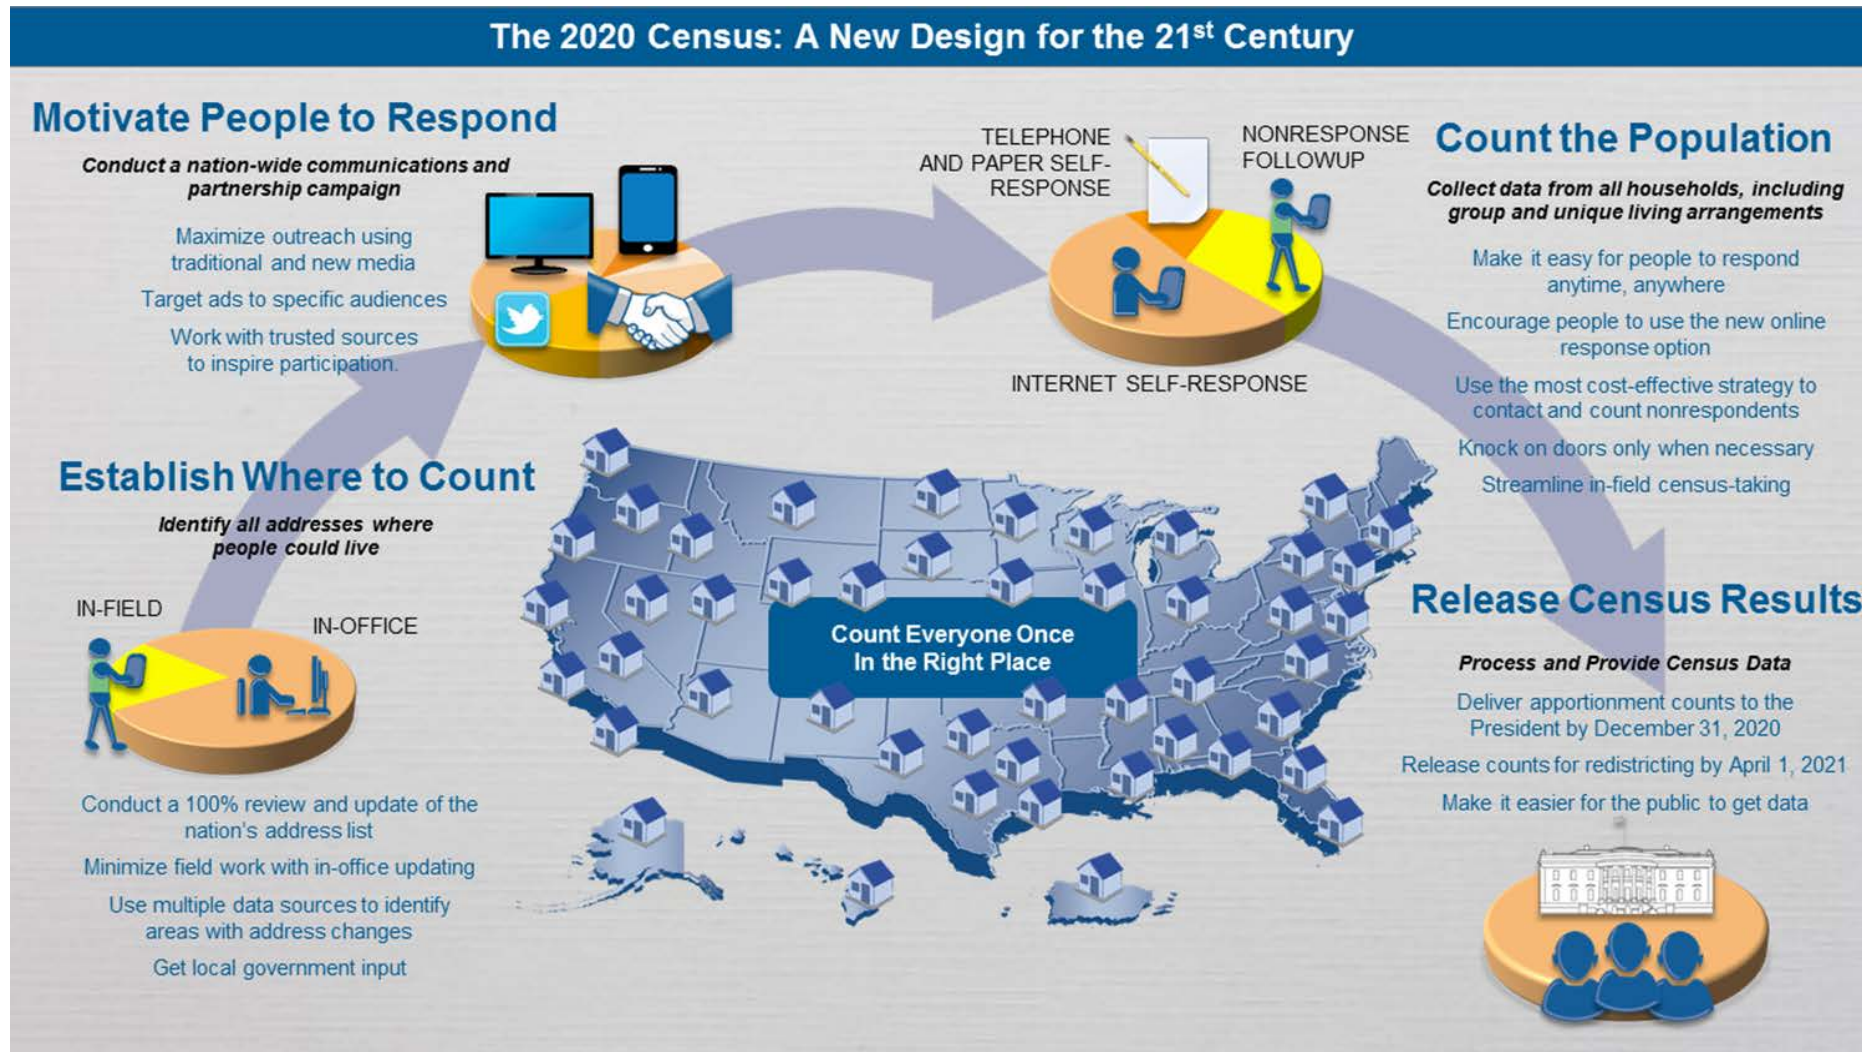 The 2020 Census: A New Design for the 21st Century
Motivate People to Respond
Conduct a nation-wide communications and
partnership campaign
Maximize outreach using
traditional and new media
Target ads to specific audiences
Work with trusted sources
to inspire participation.
TELEPHONE
AND PAPER SELF-
RESPONSE
NONRESPONSE
FOLLOWUP
INTERNET SELF-RESPONSE
Count the Population
Collect data from all households, including
group and unique living arrangements
Make it easy for people to respond
anytime, anywhere
Encourage people to use the new online
response option
Use the most cost-effective strategy to
contact and count nonrespondents
Knock on doors only when necessary
Streamline in-field census-taking
Establish Where to Count
Identify all addresses where
people could live
IN-FIELD
IN-OFFICE
Conduct a 100% review and update of the
nation's address list
Minimize field work with in-office updating
Use multiple data sources to identify
areas with address changes
Get local government input
Count Everyone Once
In the Right Place
Release Census Results
Process and Provide Census Data
Deliver apportionment counts to the
President by December 31, 2020
Release counts for redistricting by April 1, 2021
Make it easier for the public to get data